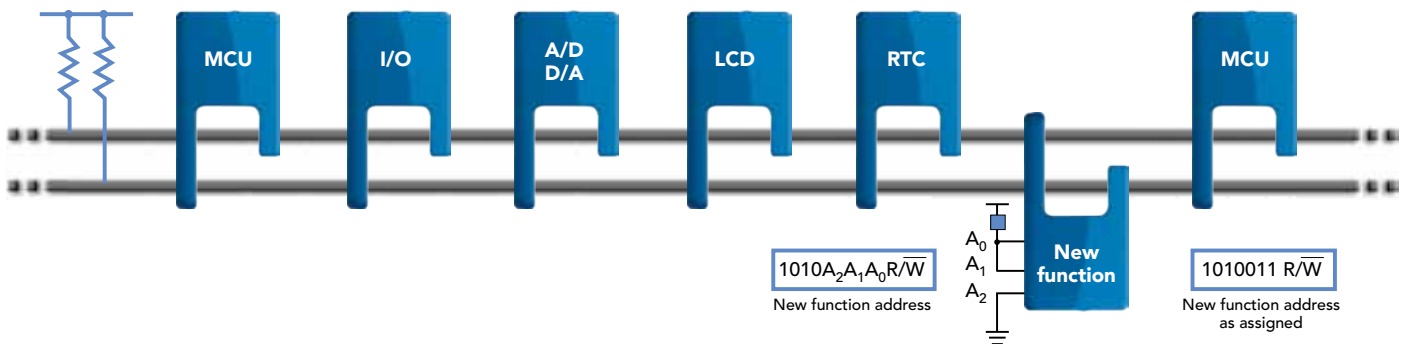 MCU
I/O
A/D
D/A
LCD
RTC
MCU
A₀
A₁
A₂
New
function
1010A₂A₁A₀R/W̅
New function address
1010011 R/W̅
New function address
as assigned